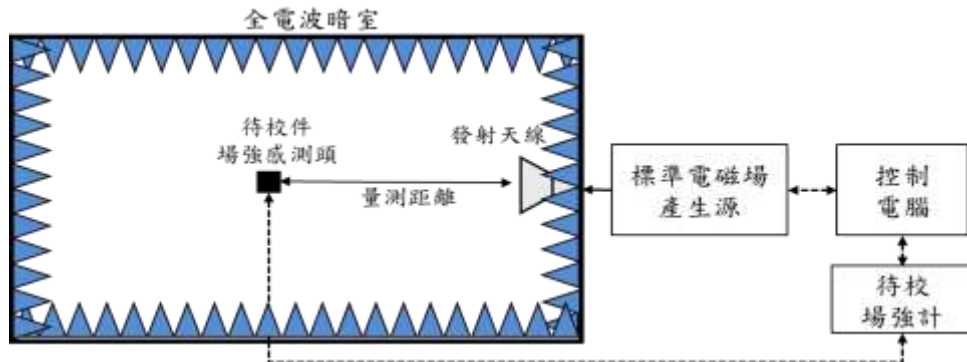 全電波暗室
待校件
場強感測頭
發射天線
量測距離
標準電磁場
產生源
控制
電腦
待校
場強計